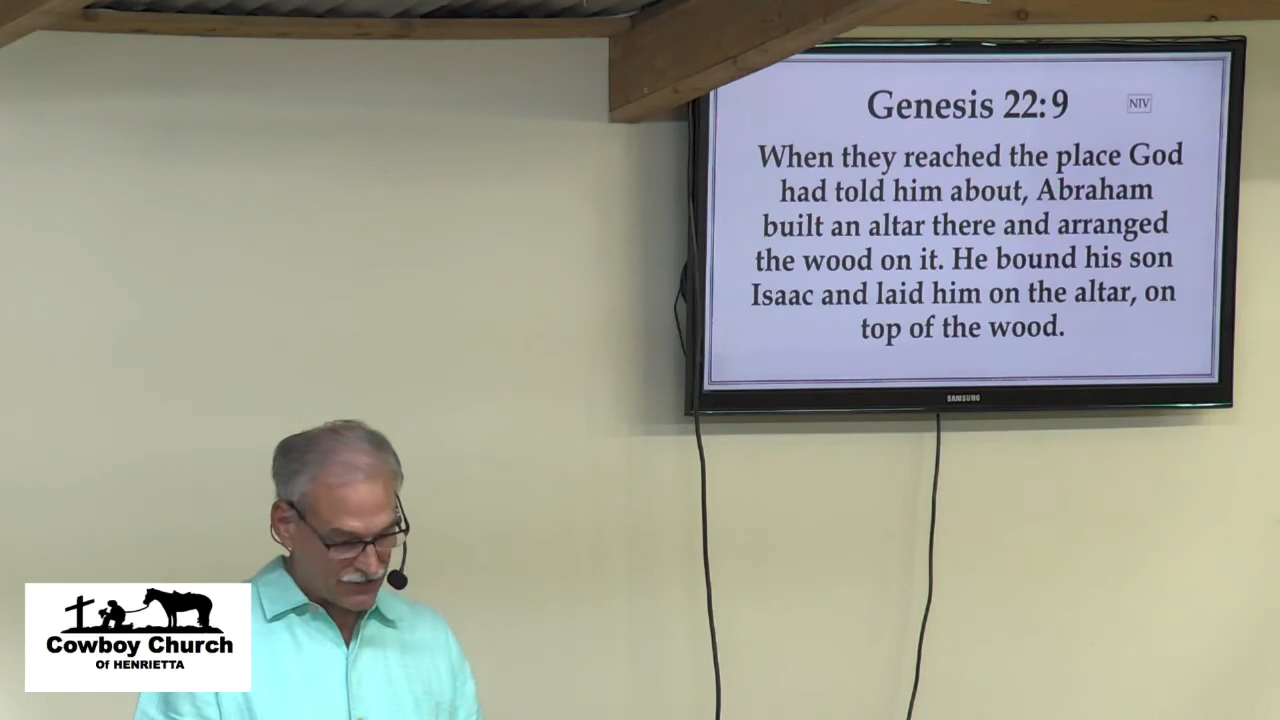 Genesis 22:9
NIV
When they reached the place God
had told him about, Abraham
built an altar there and arranged
the wood on it. He bound his son
Isaac and laid him on the altar, on
top of the wood.
SAMSUNG
Cowboy Church
Of HENRIETTA